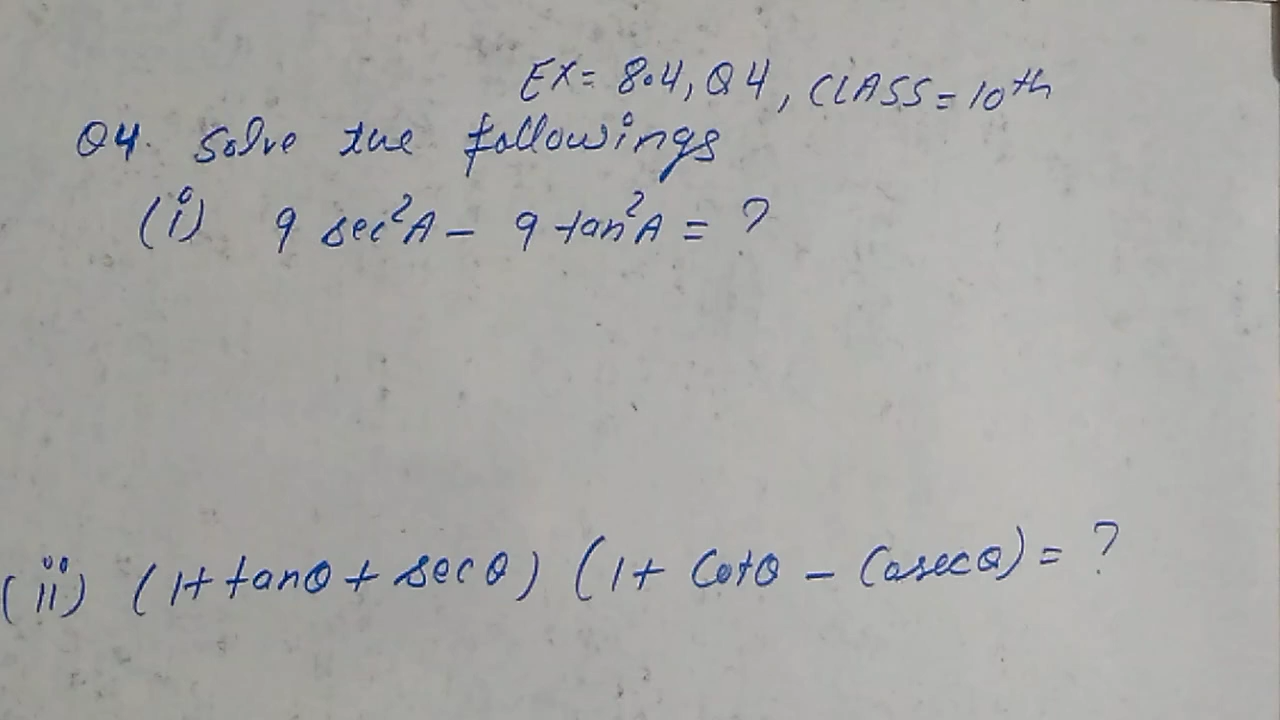 EX= 8.4, Q4, CLASS=10th
Q4. Solve the followings
(i) 9 sec²A - 9 tan²A = ?
(ii) (1+tanθ + secθ) (1+ Cotθ - Cosecθ) = ?